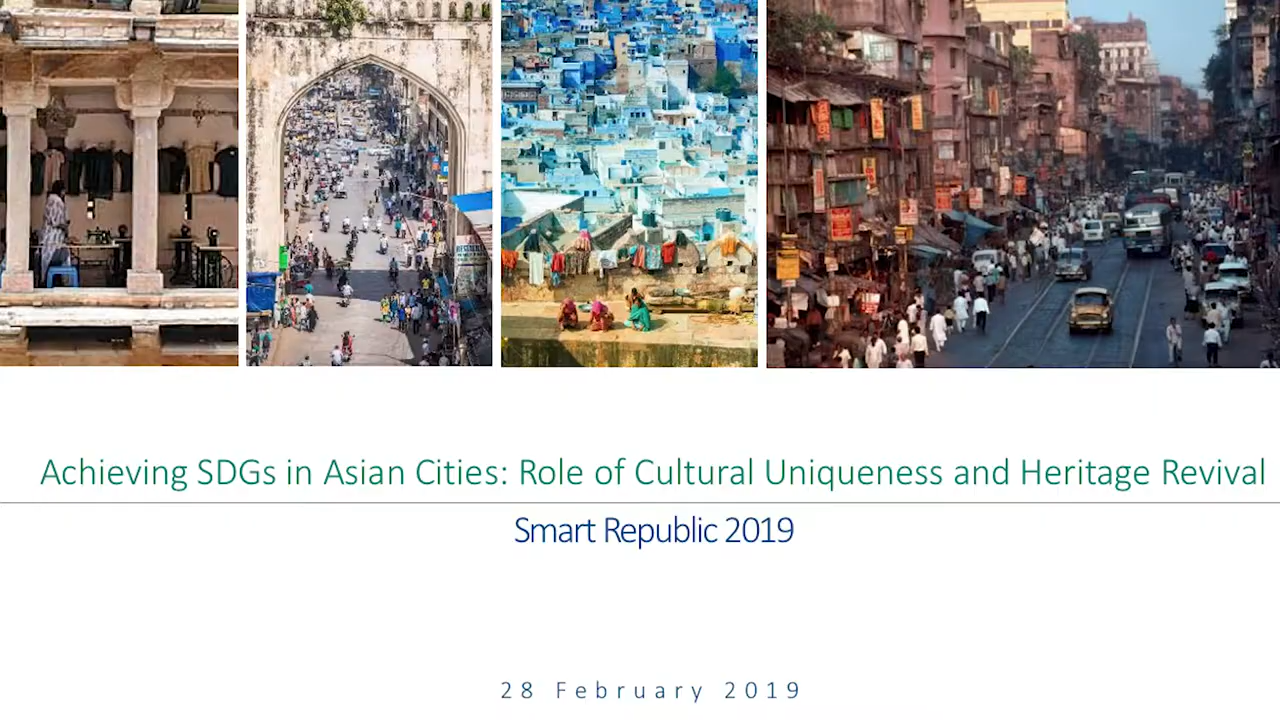 Achieving SDGs in Asian Cities: Role of Cultural Uniqueness and Heritage Revival
Smart Republic 2019
28 February 2019